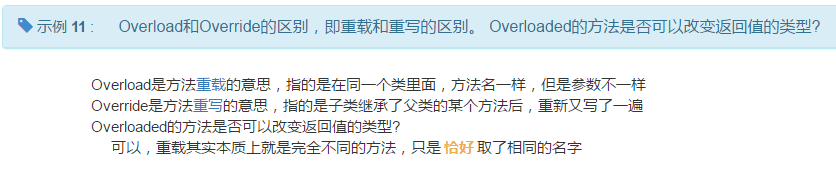 示例 11 : Overload和Override的区别，即重载和重写的区别。 Overloaded的方法是否可以改变返回值的类型?
Overload是方法重载的意思，指的是在同一个类里面，方法名一样，但是参数不一样
Override是方法重写的意思，指的是子类继承了父类的某个方法后，重新又写了一遍
Overloaded的方法是否可以改变返回值的类型?
可以，重载其实本质上就是完全不同的方法，只是 恰好 取了相同的名字